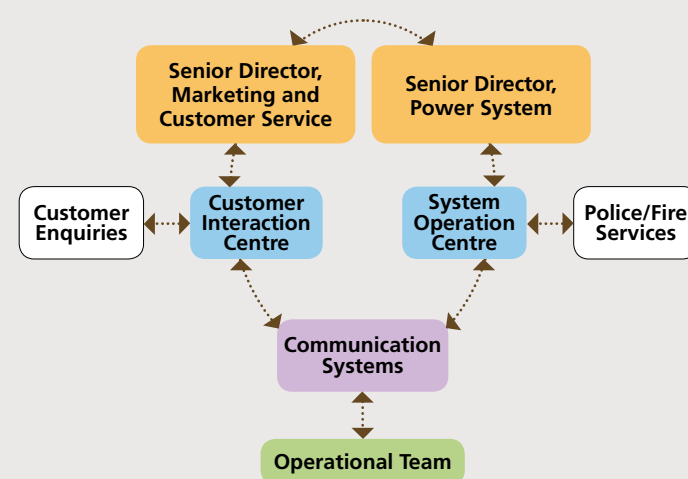 Senior Director,
Marketing and
Customer Service
Senior Director,
Power System
Customer
Enquiries
Customer
Interaction
Centre
System
Operation
Centre
Police/Fire
Services
Communication
Systems
Operational Team